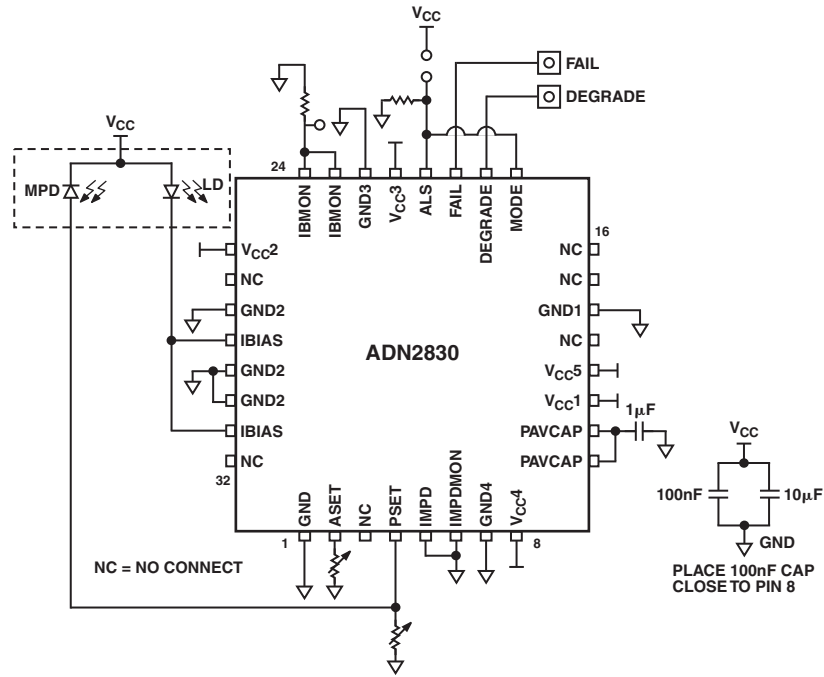 VCC
FAIL
DEGRADE
VCC
MPD
LD
24
IBMON
IBMON
GND3
VCC3
ALS
FAIL
DEGRADE
MODE
16
VCC2
NC
GND2
IBIAS
GND2
GND2
IBIAS
NC
32
ADN2830
NC
NC
GND1
NC
VCC5
VCC1
PAVCAP
PAVCAP
1µF
1
GND
ASET
NC
PSET
IMPD
IMPDMON
GND4
VCC4
8
NC = NO CONNECT
VCC
100nF
10µF
GND
PLACE 100nF CAP
CLOSE TO PIN 8